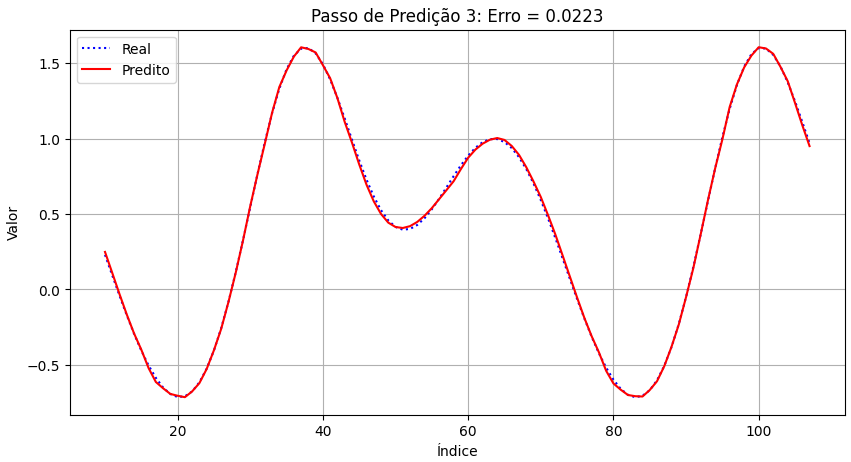 Passo de Predição 3: Erro = 0.0223
Real
Predito
Valor
1.5
1.0
0.5
0.0
−0.5
20
40
60
80
100
Índice